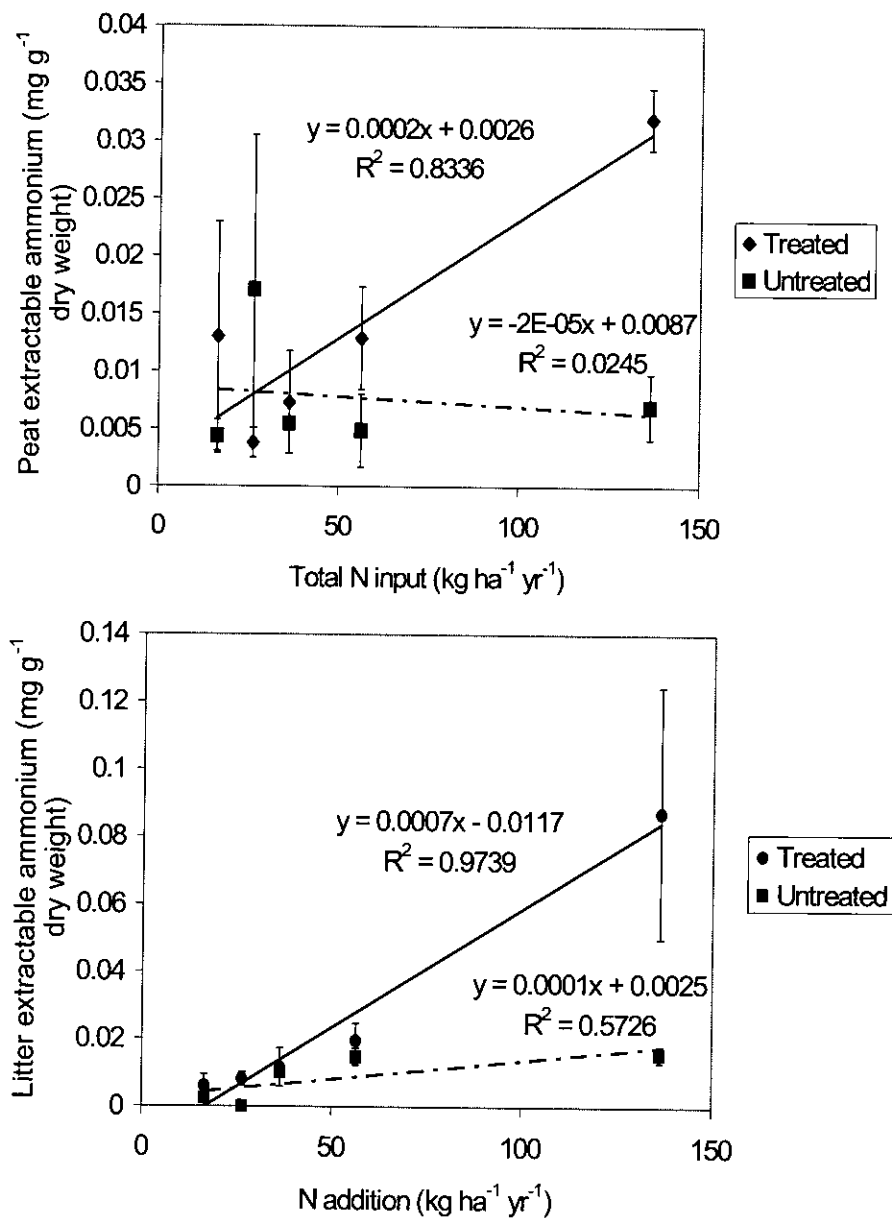 0.04
0.035
0.03
0.025
0.02
0.015
0.01
0.005
0
Peat extractable ammonium (mg g⁻¹
dry weight)
y = 0.0002x + 0.0026
R² = 0.8336
y = -2E-05x + 0.0087
R² = 0.0245
Treated
Untreated
0 50 100 150
Total N input (kg ha⁻¹ yr⁻¹)
0.14
0.12
0.1
0.08
0.06
0.04
0.02
0
Litter extractable ammonium (mg g⁻¹
dry weight)
y = 0.0007x - 0.0117
R² = 0.9739
y = 0.0001x + 0.0025
R² = 0.5726
Treated
Untreated
0 50 100 150
N addition (kg ha⁻¹ yr⁻¹)